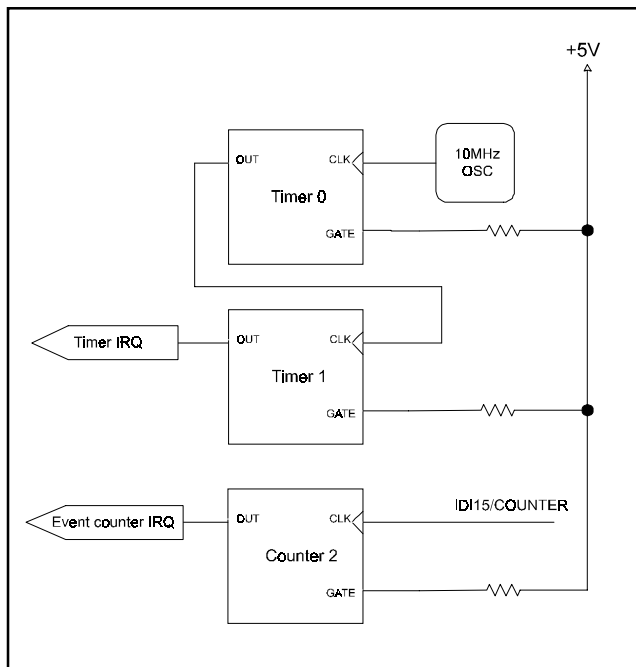 +5V
OUT
CLK
10MHz
OSC
Timer 0
GATE
Timer IRQ
OUT
CLK
Timer 1
GATE
Event counter IRQ
OUT
CLK
IDI15/COUNTER
Counter 2
GATE